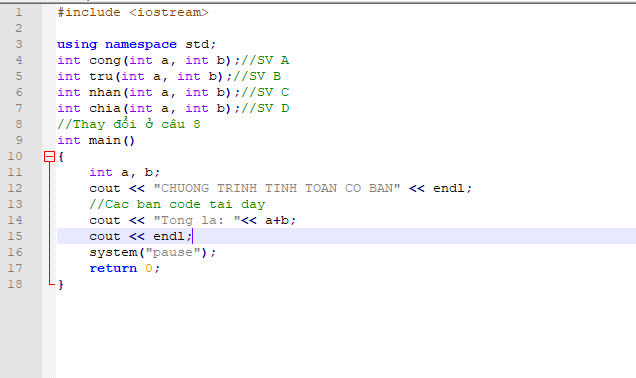 1 #include <iostream>
2
3 using namespace std;
4 int cong(int a, int b);//SV A
5 int tru(int a, int b);//SV B
6 int nhan(int a, int b);//SV C
7 int chia(int a, int b);//SV D
8 //Thay đổi ở câu 8
9 int main()
10 {
11 int a, b;
12 cout << "CHUONG TRINH TINH TOAN CO BAN" << endl;
13 //Cac ban code tai day
14 cout << "Tong la: "<< a+b;
15 cout << endl;
16 system("pause");
17 return 0;
18 }